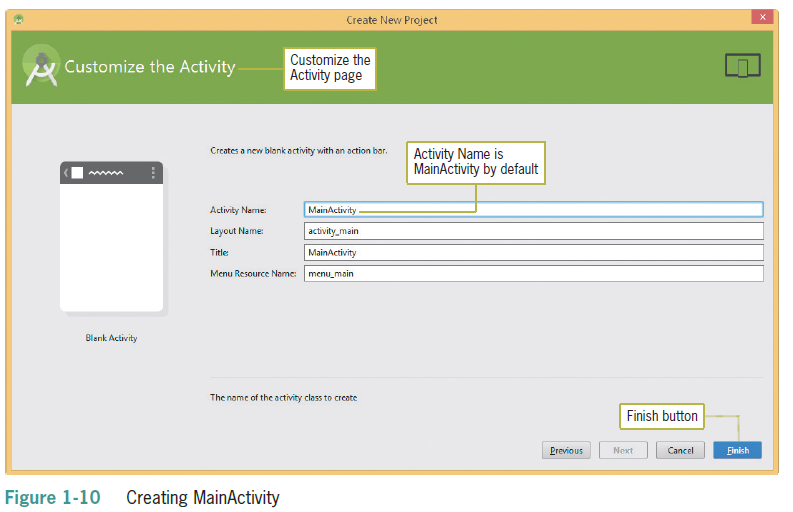 Create New Project
x
Customize the Activity
Customize the
Activity page
Creates a new blank activity with an action bar.
Activity Name is
MainActivity by default
Activity Name:
MainActivity
Layout Name:
activity_main
Title:
MainActivity
Menu Resource Name:
menu_main
Blank Activity
The name of the activity class to create
Finish button
Previous
Next
Cancel
Finish
Figure 1-10 Creating MainActivity